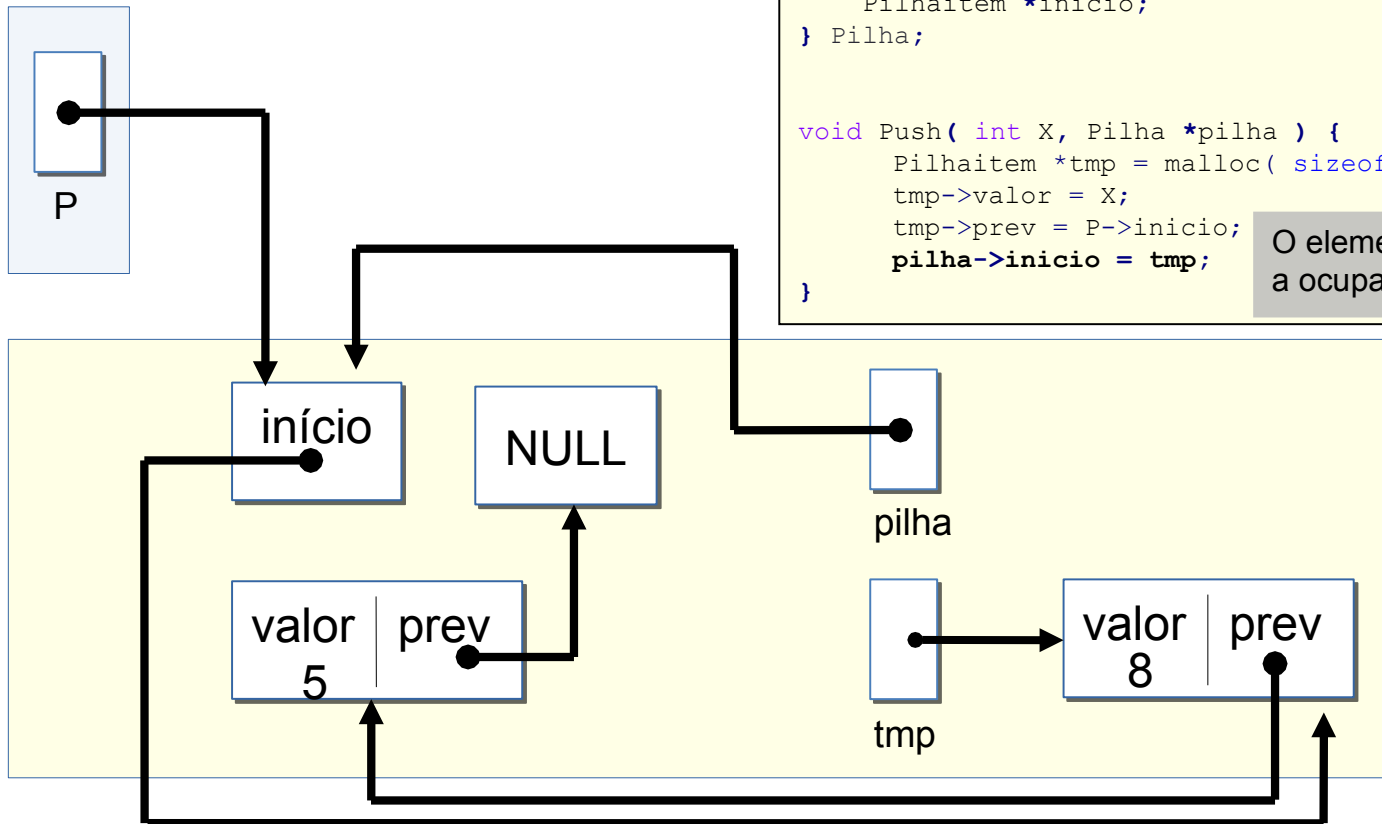 Pilhaitem *inicio;
} Pilha;
void Push( int X, Pilha *pilha ) {
Pilhaitem *tmp = malloc( sizeof
tmp->valor = X;
tmp->prev = P->inicio;
pilha->inicio = tmp;
}
O eleme
a ocupa
P
início
NULL
pilha
valor prev
5
tmp
valor prev
8